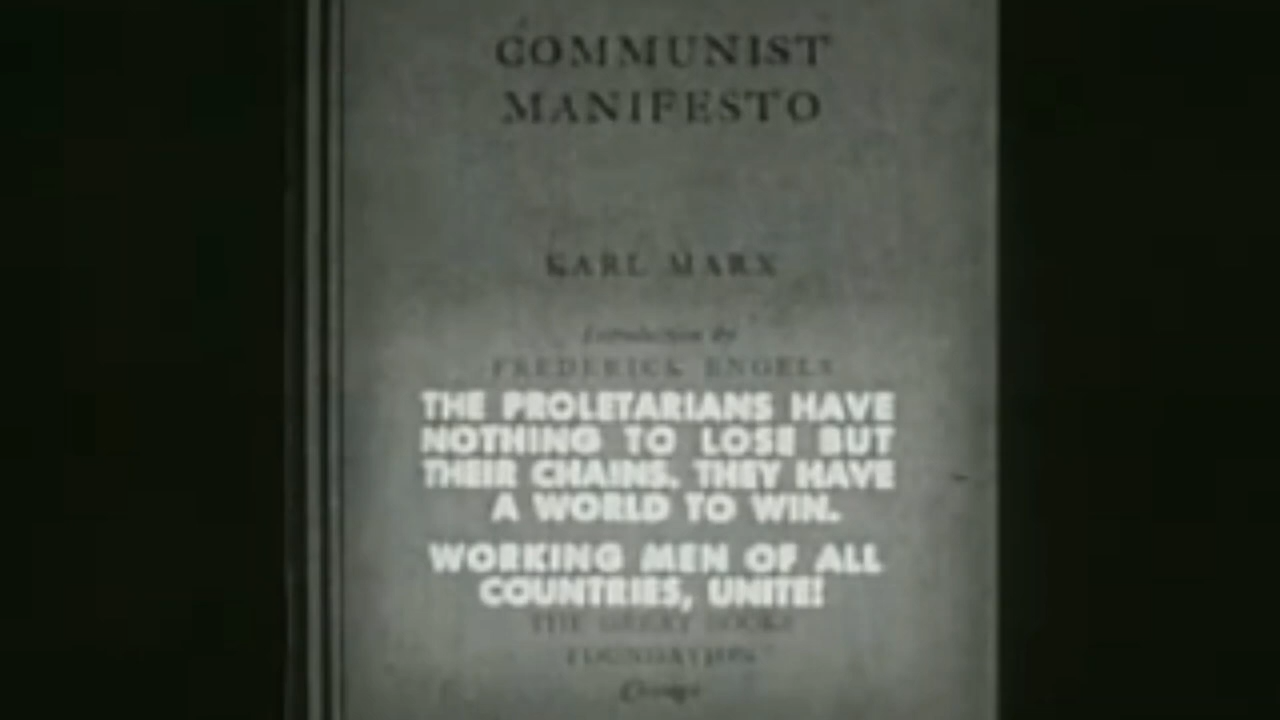 COMMUNIST
MANIFESTO
KARL MARX
Introduction by
FREDERICK ENGELS
THE PROLETARIANS HAVE
NOTHING TO LOSE BUT
THEIR CHAINS. THEY HAVE
A WORLD TO WIN.
WORKING MEN OF ALL
COUNTRIES, UNITE!
THE GREAT BOOKS
FOUNDATION
Chicago